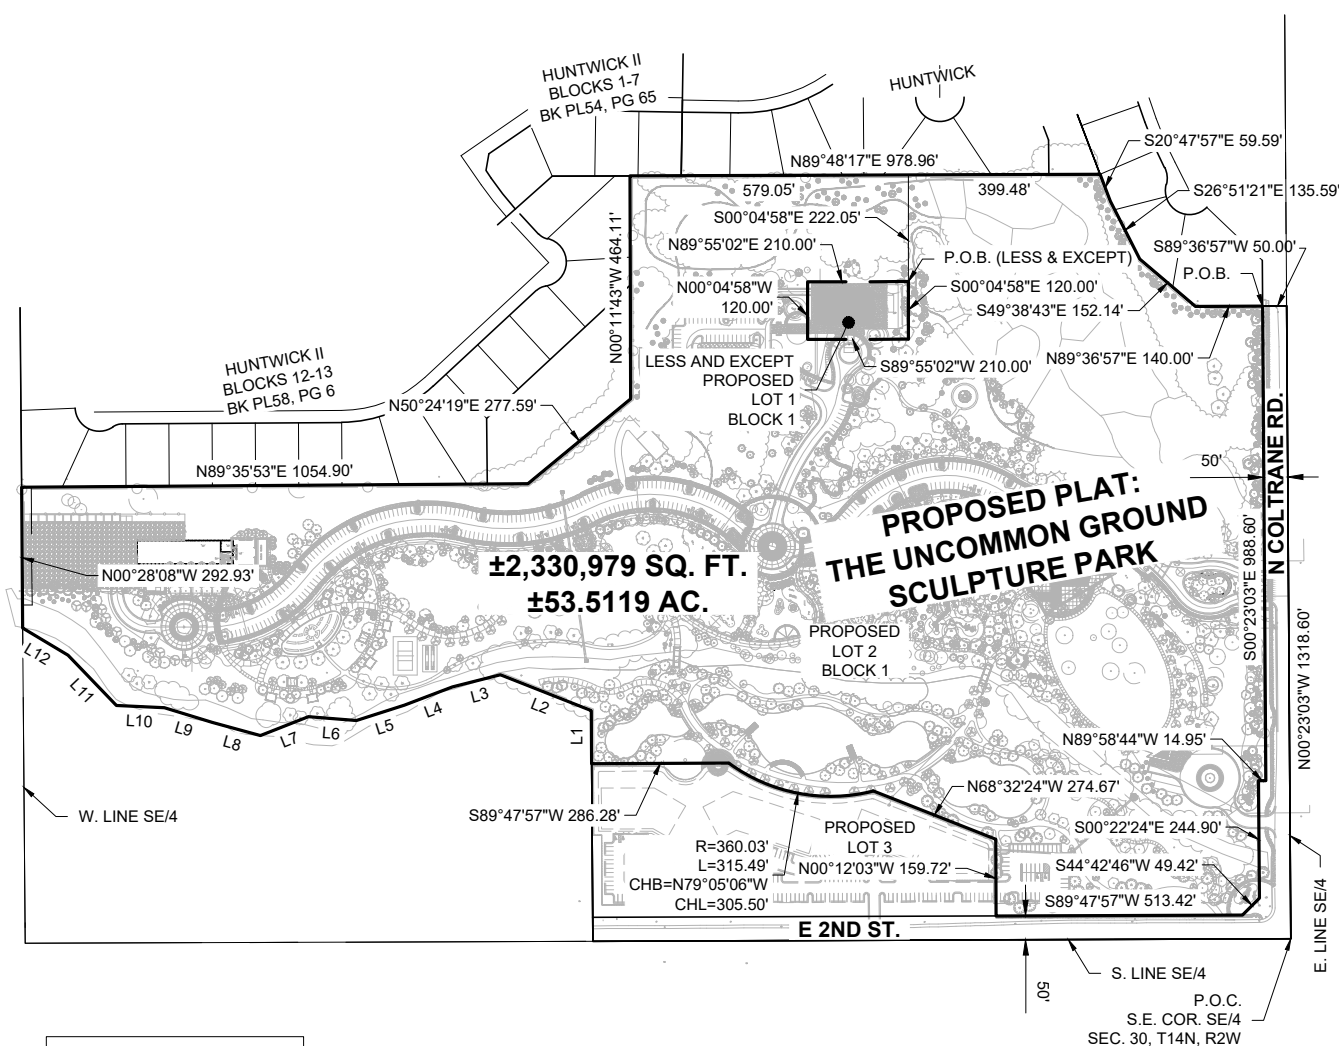 HUNTWICK II
BLOCKS 1-7
BK PL54, PG 65
HUNTWICK
S20°47'57"E 59.59'
N89°48'17"E 978.96'
579.05'
399.48'
S26°51'21"E 135.59'
S00°04'58"E 222.05'
N89°55'02"E 210.00'
S89°36'57"W 50.00'
P.O.B. (LESS & EXCEPT)
P.O.B.
N00°11'43"W 464.11'
N00°04'58"W
120.00'
S00°04'58"E 120.00'
S49°38'43"E 152.14'
HUNTWICK II
BLOCKS 12-13
BK PL58, PG 6
LESS AND EXCEPT
PROPOSED
LOT 1
BLOCK 1
S89°55'02"W 210.00'
N89°36'57"E 140.00'
N50°24'19"E 277.59'
N89°35'53"E 1054.90'
50'
N COLTRANE RD.
PROPOSED PLAT:
THE UNCOMMON GROUND
SCULPTURE PARK
±2,330,979 SQ. FT.
±53.5119 AC.
N00°28'08"W 292.93'
S00°23'03"E 988.60'
N00°23'03"W 1318.60'
PROPOSED
LOT 2
BLOCK 1
L12
L11
L10
L9
L8
L7
L6
L5
L4
L3
L2
L1
N89°58'44"W 14.95'
W. LINE SE/4
S89°47'57"W 286.28'
N68°32'24"W 274.67'
R=360.03'
L=315.49'
CHB=N79°05'06"W
CHL=305.50'
PROPOSED
LOT 3
N00°12'03"W 159.72'
S00°22'24"E 244.90'
S44°42'46"W 49.42'
S89°47'57"W 513.42'
E 2ND ST.
E. LINE SE/4
S. LINE SE/4
50'
P.O.C.
S.E. COR. SE/4
SEC. 30, T14N, R2W